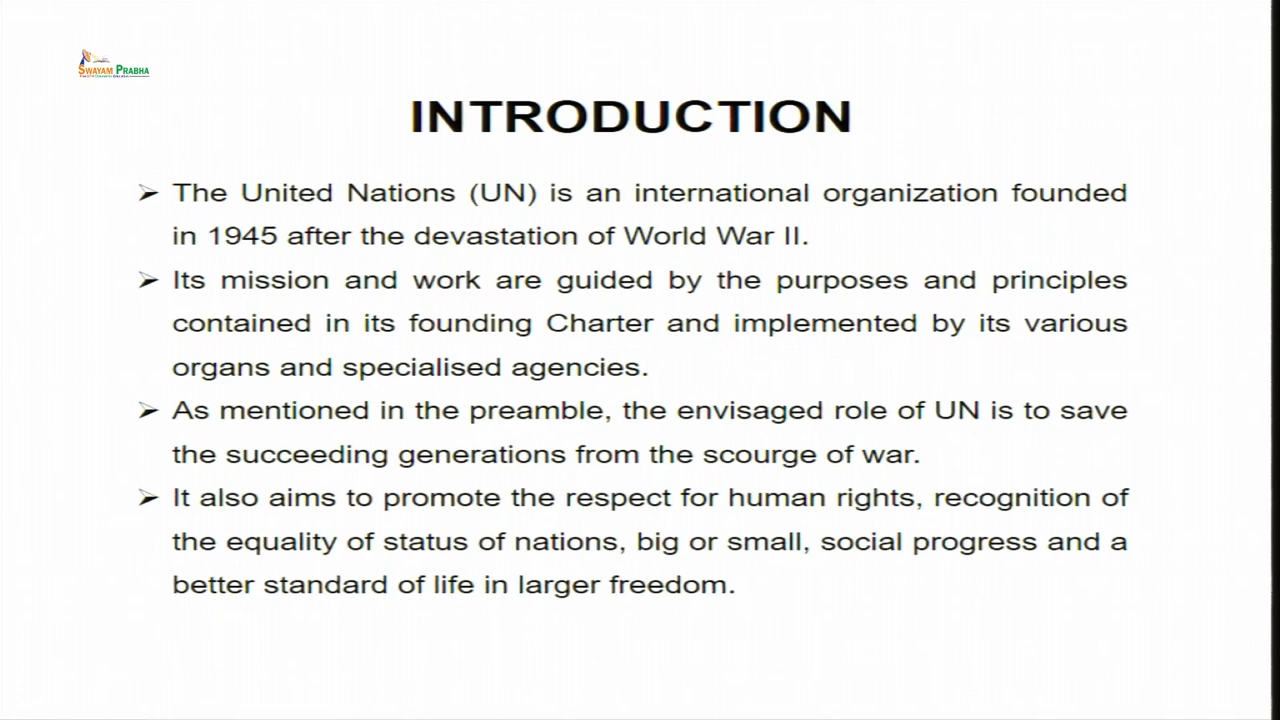 SWAYAM PRABHA
INTRODUCTION
➢ The United Nations (UN) is an international organization founded
in 1945 after the devastation of World War II.
➢ Its mission and work are guided by the purposes and principles
contained in its founding Charter and implemented by its various
organs and specialised agencies.
➢ As mentioned in the preamble, the envisaged role of UN is to save
the succeeding generations from the scourge of war.
➢ It also aims to promote the respect for human rights, recognition of
the equality of status of nations, big or small, social progress and a
better standard of life in larger freedom.